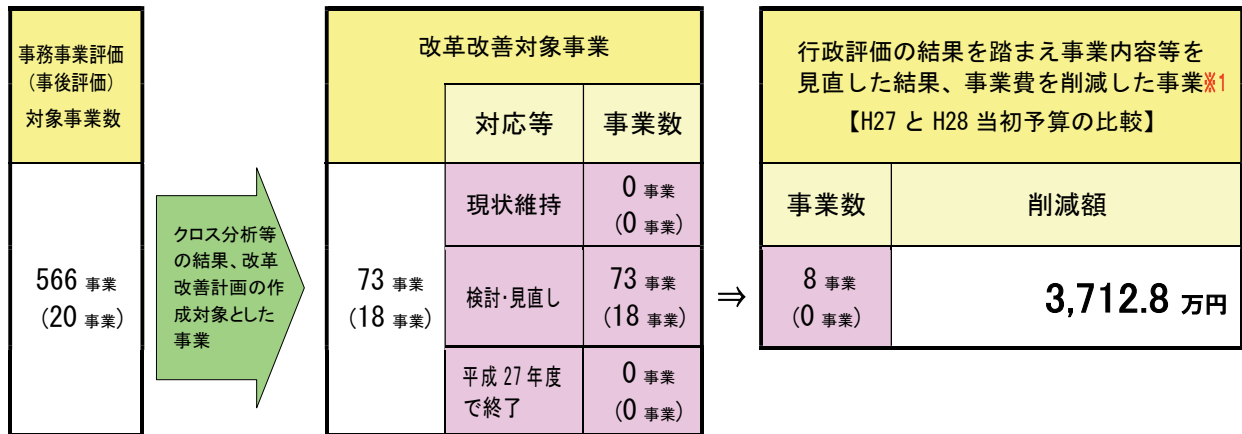 事務事業評価
（事後評価）
対象事業数
566 事業
（20 事業）
クロス分析等
の結果、改革
改善計画の作
成対象とした
事業
改革改善対象事業
対応等
事業数
73 事業
（18 事業）
現状維持
0 事業
（0 事業）
検討・見直し
73 事業
（18 事業）
平成 27 年度
で終了
0 事業
（0 事業）
⇒
行政評価の結果を踏まえ事業内容等を
見直した結果、事業費を削減した事業※1
【H27 と H28 当初予算の比較】
事業数
削減額
8 事業
（0 事業）
3,712.8 万円